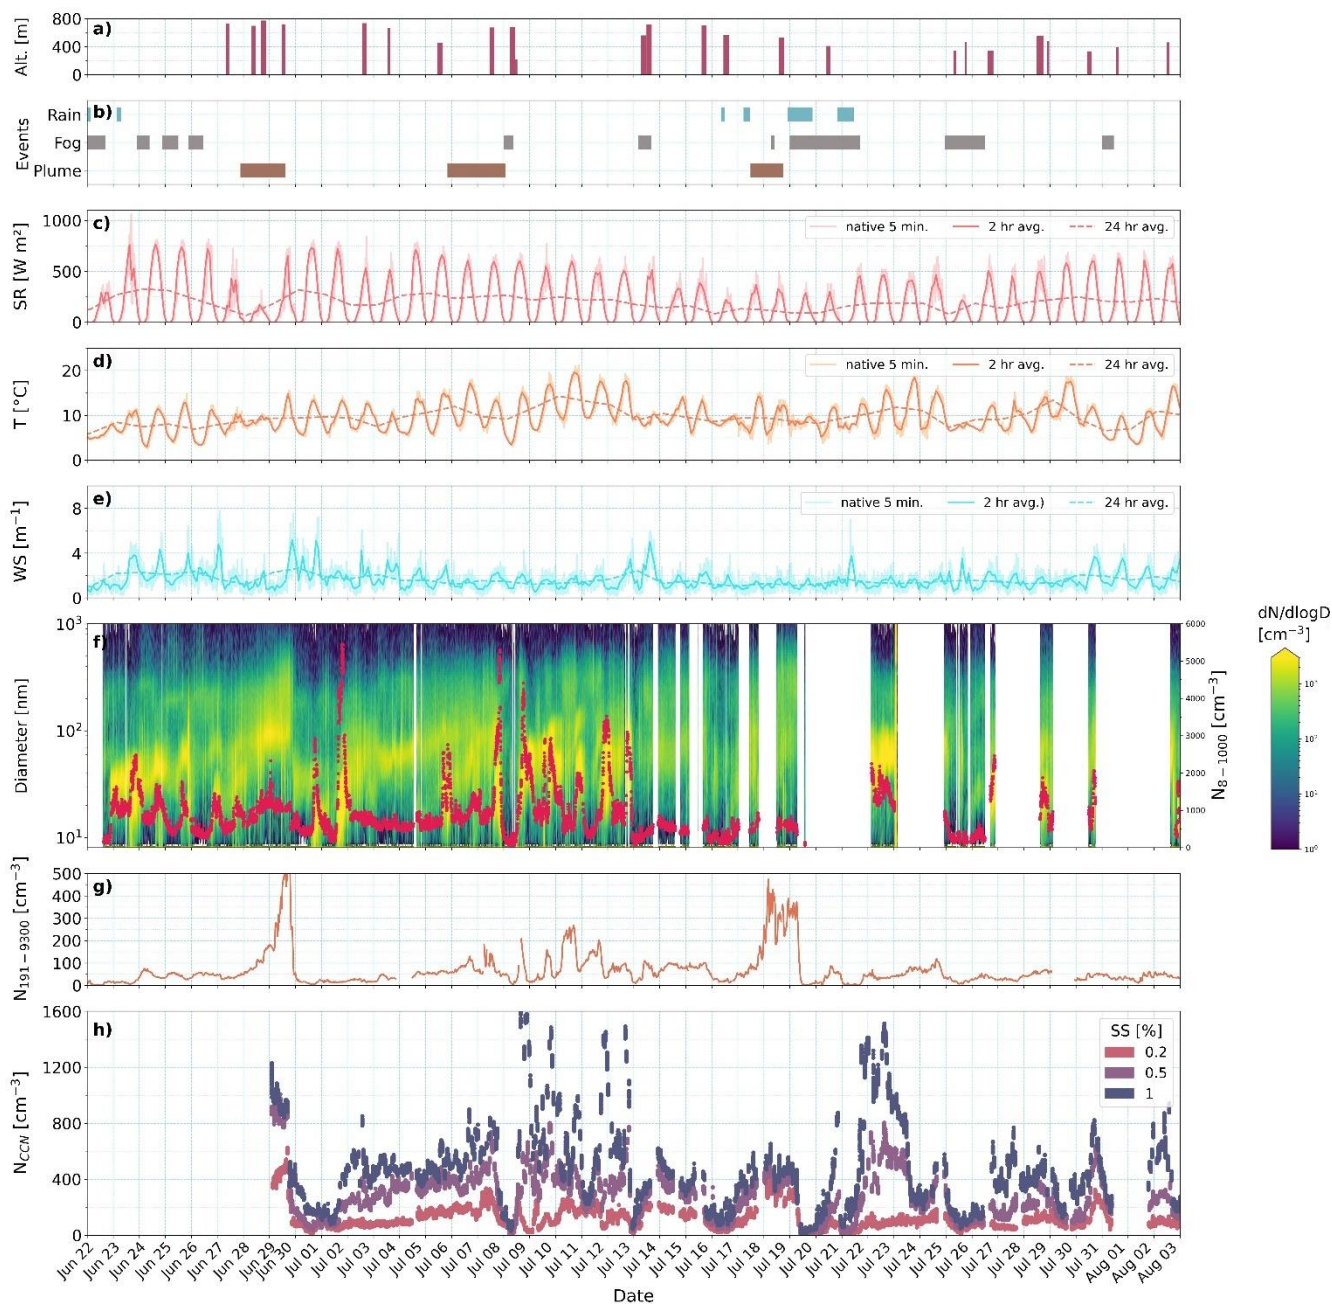 a)
Alt. [m]
800
400
0
b)
Events
Rain
Fog
Plume
c)
SR [W m²]
1000
500
0
native 5 min.
2 hr avg.
24 hr avg.
d)
T [°C]
20
10
0
native 5 min.
2 hr avg.
24 hr avg.
e)
WS [m⁻¹]
8
4
0
native 5 min.
2 hr avg.)
24 hr avg.
f)
Diameter [nm]
10³
10²
10¹
6000
5000
4000
3000
2000
1000
0
N₈₋₁₀₀₀ [cm⁻³]
dN/dlogD
[cm⁻³]
10³
10²
10¹
10⁰
g)
N₁₉₁₋₉₃₀₀ [cm⁻³]
500
400
300
200
100
0
h)
N_CCN [cm⁻³]
1600
1200
800
400
0
SS [%]
0.2
0.5
1
Jun 22
Jun 23
Jun 24
Jun 25
Jun 26
Jun 27
Jun 28
Jun 29
Jun 30
Jul 01
Jul 02
Jul 03
Jul 04
Jul 05
Jul 06
Jul 07
Jul 08
Jul 09
Jul 10
Jul 11
Jul 12
Jul 13
Jul 14
Jul 15
Jul 16
Jul 17
Jul 18
Jul 19
Jul 20
Jul 21
Jul 22
Jul 23
Jul 24
Jul 25
Jul 26
Jul 27
Jul 28
Jul 29
Jul 30
Jul 31
Aug 01
Aug 02
Aug 03
Date